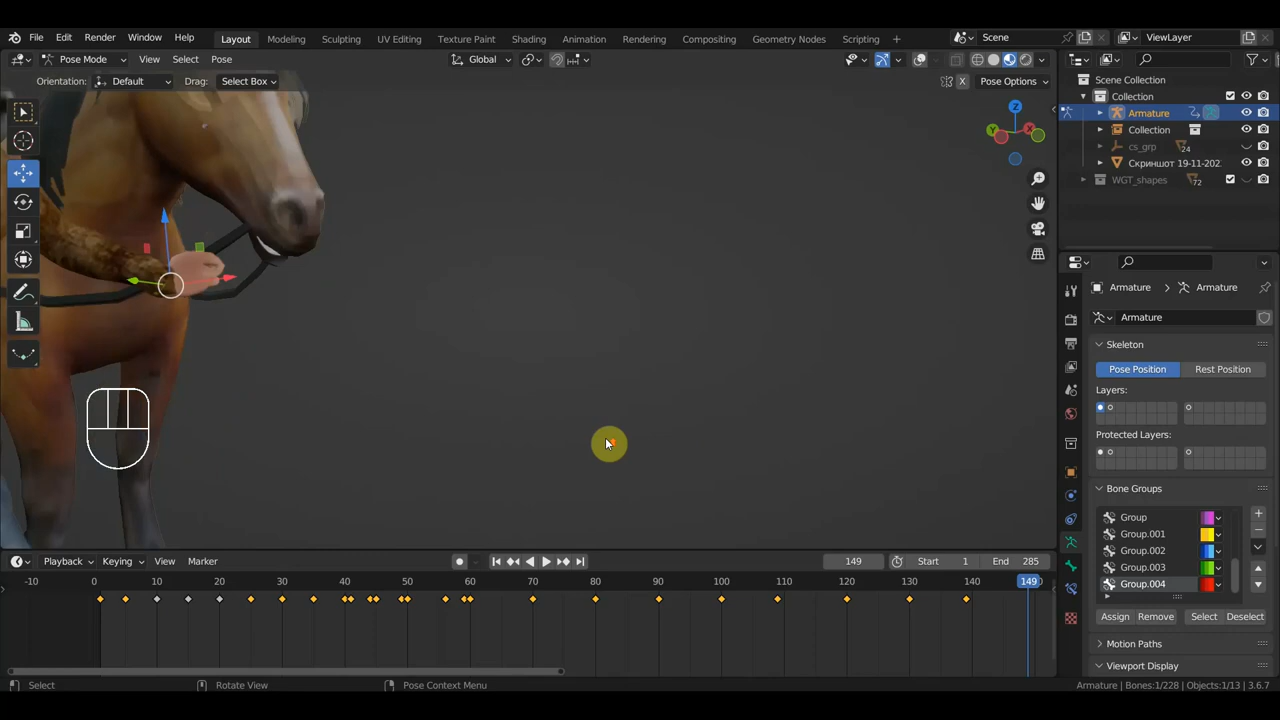 File Edit Render Window Help Layout Modeling Sculpting UV Editing Texture Paint Shading Animation Rendering Compositing Geometry Nodes Scripting + Scene ViewLayer
Pose Mode View Select Pose Global
Orientation: Default Drag: Select Box X Pose Options
Scene Collection
Collection
Armature
Collection
cs_grp 24
Скриншот 19-11-202
WGT_shapes 72
Z
Y
X
Armature > Armature
Armature
Skeleton
Pose Position Rest Position
Layers:
Protected Layers:
Bone Groups
Group
Group.001
Group.002
Group.003
Group.004
Assign Remove Select Deselect
Motion Paths
Viewport Display
Playback Keying View Marker 149 Start 1 End 285
-10 0 10 20 30 40 50 60 70 80 90 100 110 120 130 140 149
Select Rotate View Pose Context Menu Armature | Bones:1/228 | Objects:1/13 | 3.6.7